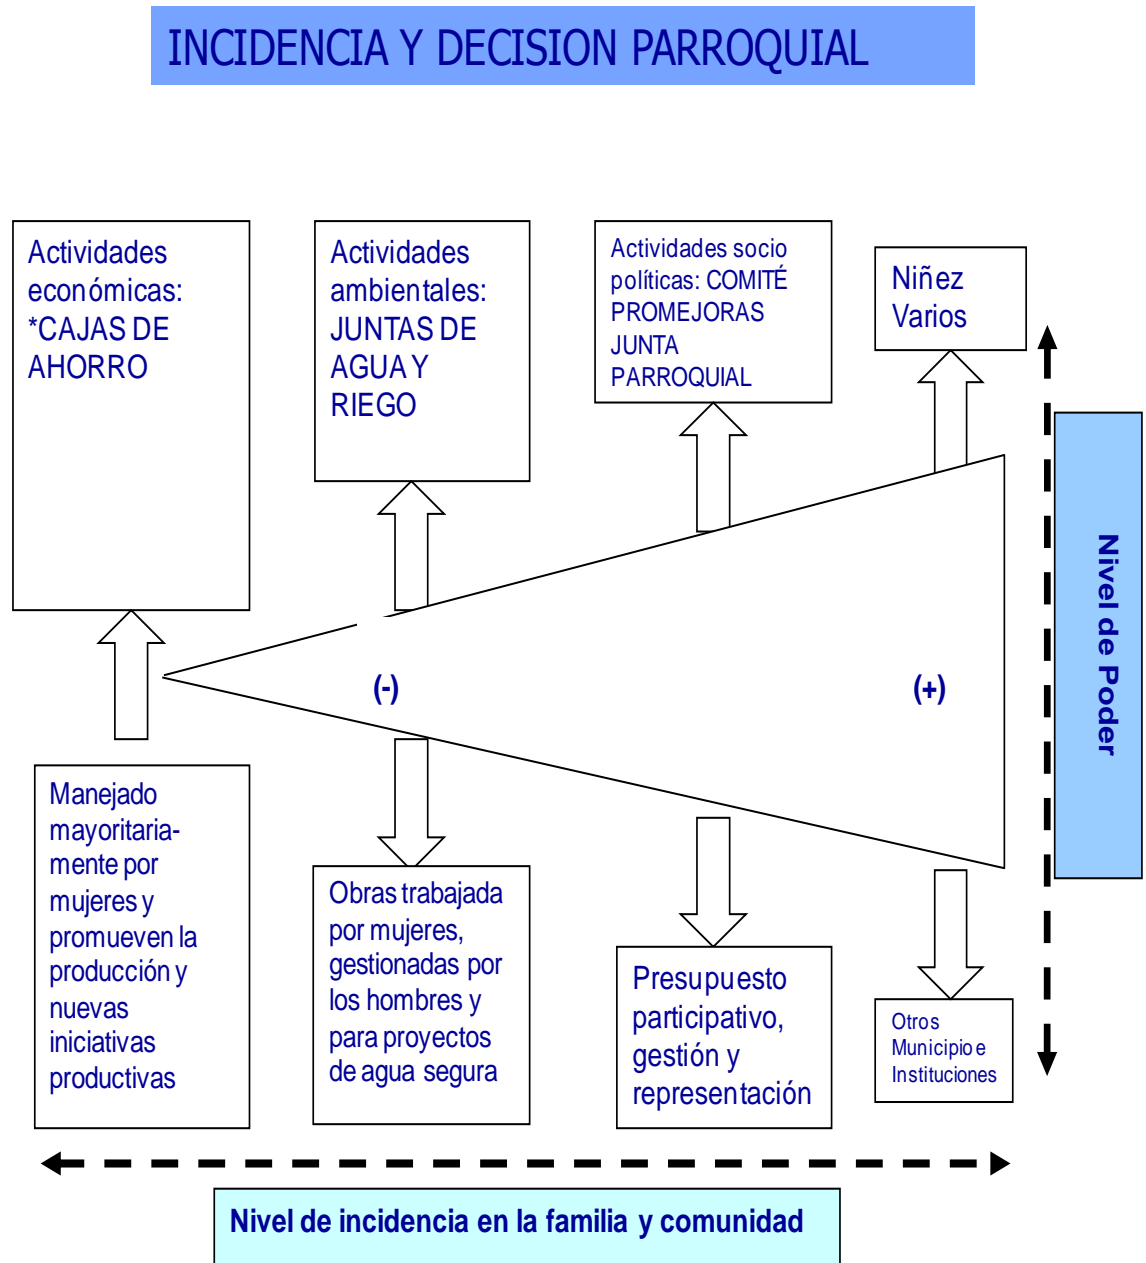 INCIDENCIA Y DECISION PARROQUIAL
Actividades
económicas:
*CAJAS DE
AHORRO
Actividades
ambientales:
JUNTAS DE
AGUA Y
RIEGO
Actividades socio
políticas: COMITÉ
PROMEJORAS
JUNTA
PARROQUIAL
Niñez
Varios
(-)
(+)
Nivel de Poder
Manejado
mayoritaria-
mente por
mujeres y
promueven la
producción y
nuevas
iniciativas
productivas
Obras trabajada
por mujeres,
gestionadas por
los hombres y
para proyectos
de agua segura
Presupuesto
participativo,
gestión y
representación
Otros
Municipio e
Instituciones
Nivel de incidencia en la familia y comunidad